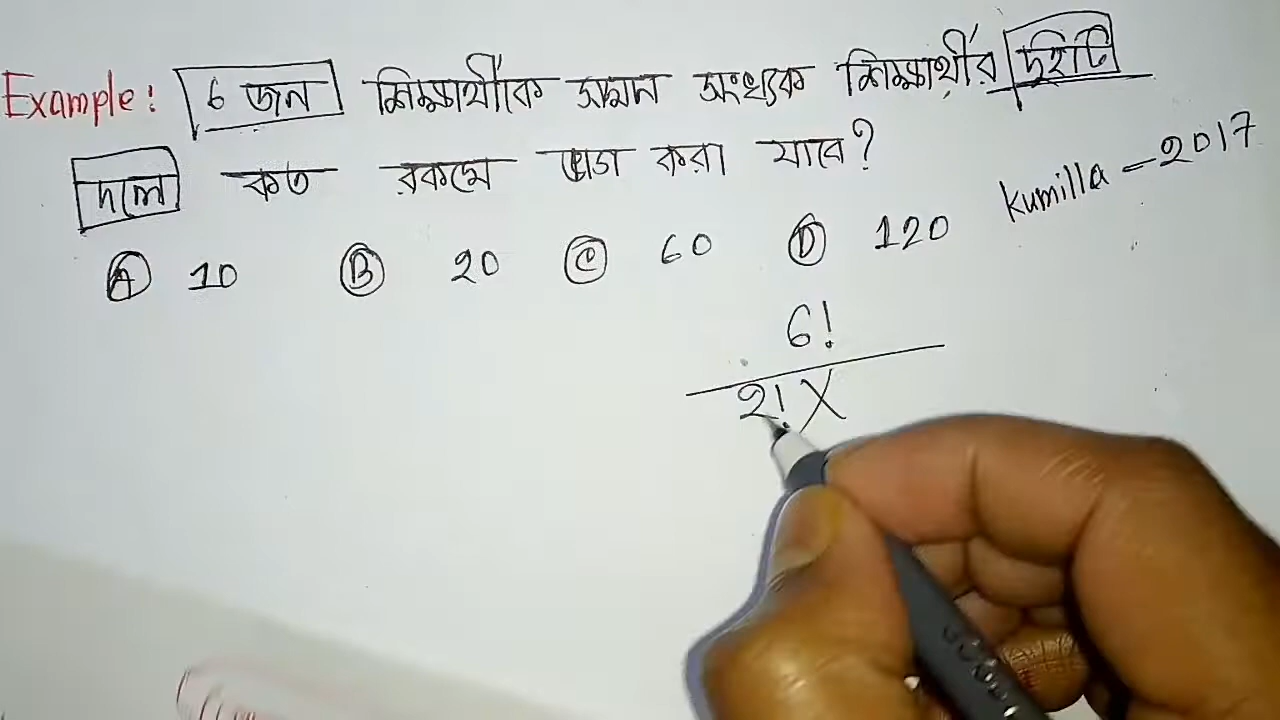 Example: 6 জন শিক্ষার্থীকে সমান সংখ্যক শিক্ষার্থীর দুইটি
দলে কত রকমে ভাগ করা যাবে?
Kumilla - 2017
A 10 B 20 C 60 D 120
6!
2! X